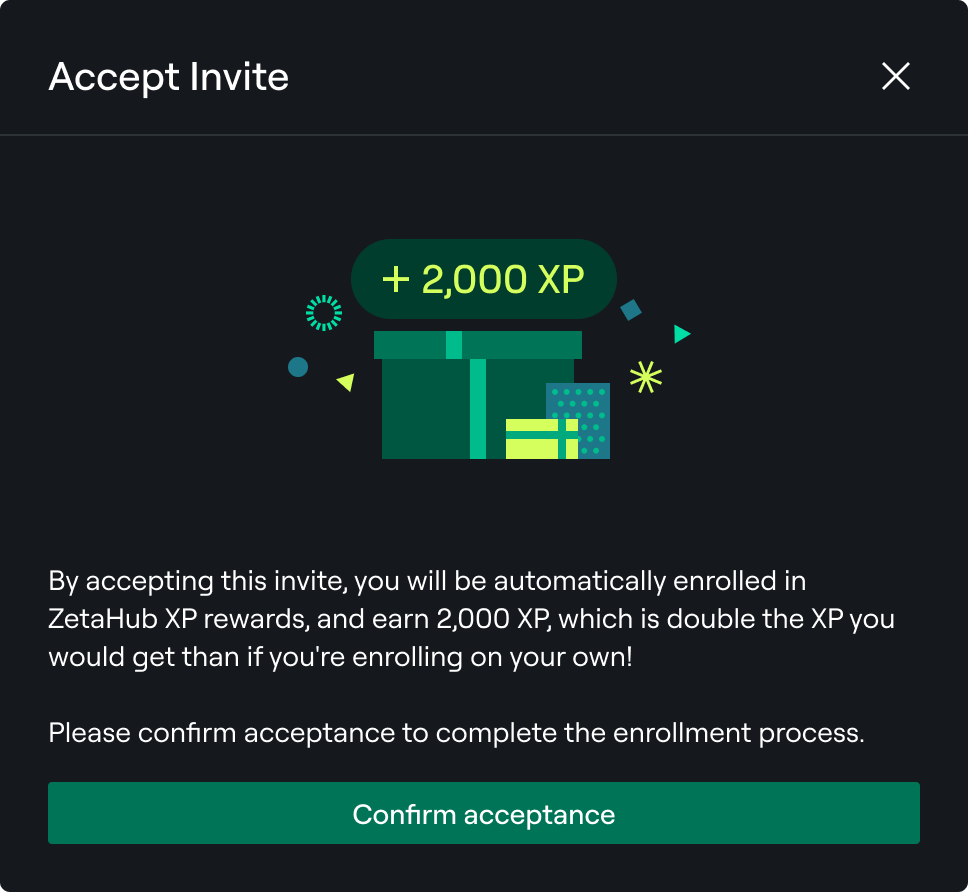 Accept Invite
+ 2,000 XP
By accepting this invite, you will be automatically enrolled in
ZetaHub XP rewards, and earn 2,000 XP, which is double the XP you
would get than if you're enrolling on your own!
Please confirm acceptance to complete the enrollment process.
Confirm acceptance